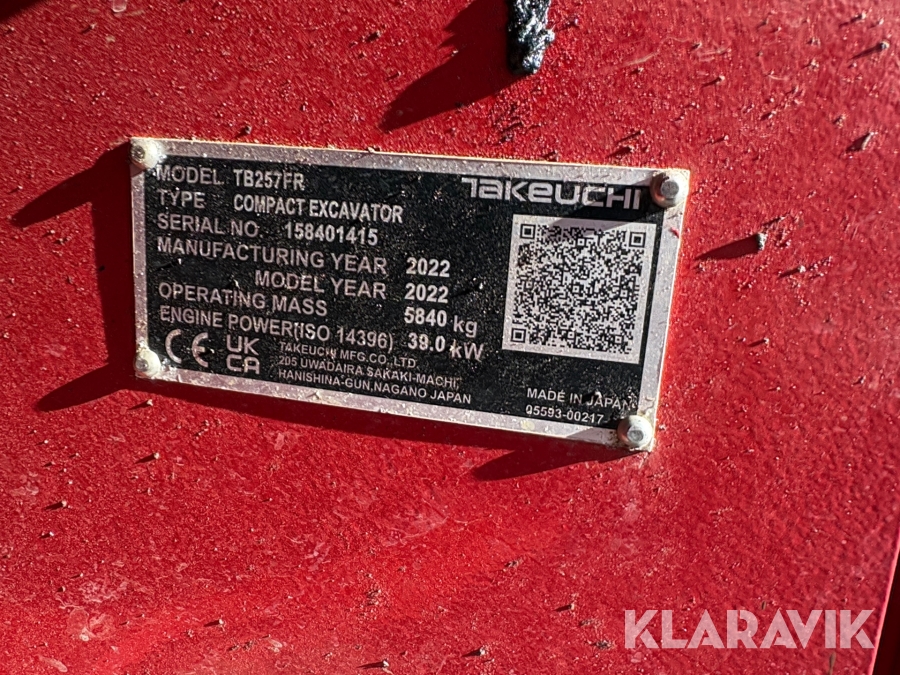 TAKEUCHI
MODEL TB257FR
TYPE COMPACT EXCAVATOR
SERIAL NO. 158401415
MANUFACTURING YEAR 2022
MODEL YEAR 2022
OPERATING MASS 5840 kg
ENGINE POWER(ISO 14396) 39.0 kW
CE UK CA
TAKEUCHI MFG.CO.,LTD.
205 UWADAIRA SAKAKI-MACHI,
HANISHINA-GUN,NAGANO JAPAN
MADE IN JAPAN
05593-00217
KLARAVIK